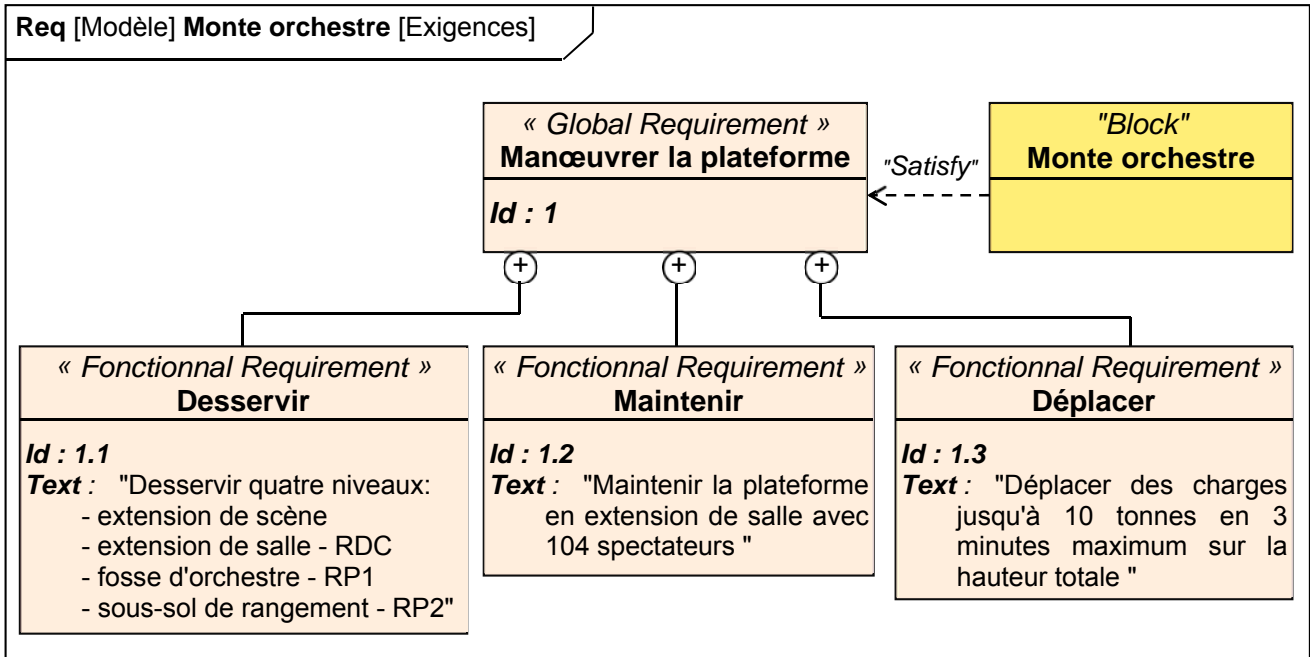 Req [Modèle] Monte orchestre [Exigences]
« Global Requirement »
Manœuvrer la plateforme
Id : 1
"Satisfy"
"Block"
Monte orchestre
+
+
+
« Fonctionnal Requirement »
Desservir
Id : 1.1
Text : "Desservir quatre niveaux:
- extension de scène
- extension de salle - RDC
- fosse d'orchestre - RP1
- sous-sol de rangement - RP2"
« Fonctionnal Requirement »
Maintenir
Id : 1.2
Text : "Maintenir la plateforme
en extension de salle avec
104 spectateurs "
« Fonctionnal Requirement »
Déplacer
Id : 1.3
Text : "Déplacer des charges
jusqu'à 10 tonnes en 3
minutes maximum sur la
hauteur totale "